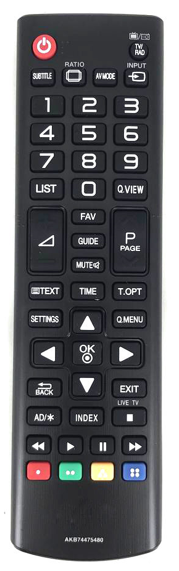 TV/
RAD
RATIO INPUT
SUBTITLE AV MODE
1 2 3
4 5 6
7 8 9
LIST 0 Q.VIEW
FAV
P
PAGE
GUIDE
MUTE
TEXT TIME T.OPT
SETTINGS Q.MENU
OK
BACK EXIT
LIVE TV
AD/* INDEX
AKB74475480